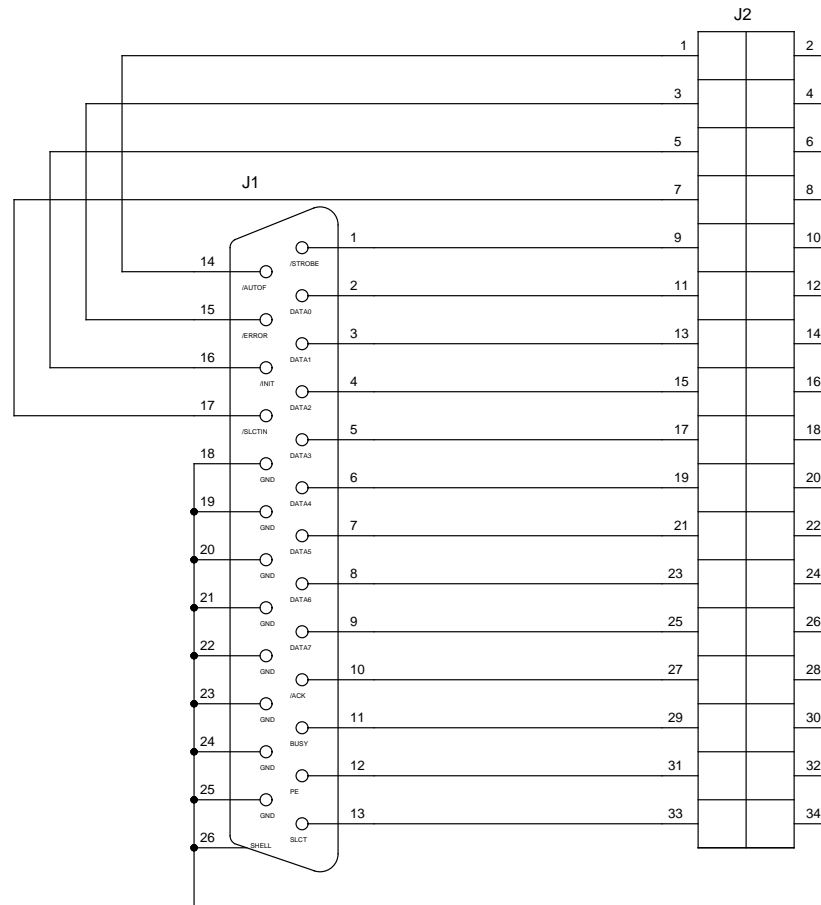 J2
1 2
3 4
5 6
J1
7 8
1 9 10
/STROBE
14
/AUTOF
2 11 12
DATA0
15
/ERROR
3 13 14
DATA1
16
/INIT
4 15 16
DATA2
17
/SLCTIN
5 17 18
DATA3
18
GND
6 19 20
DATA4
19
GND
7 21 22
DATA5
20
GND
8 23 24
DATA6
21
GND
9 25 26
DATA7
22
GND
10 27 28
/ACK
23
GND
11 29 30
BUSY
24
GND
12 31 32
PE
25
GND
13 33 34
SLCT
26
SHELL